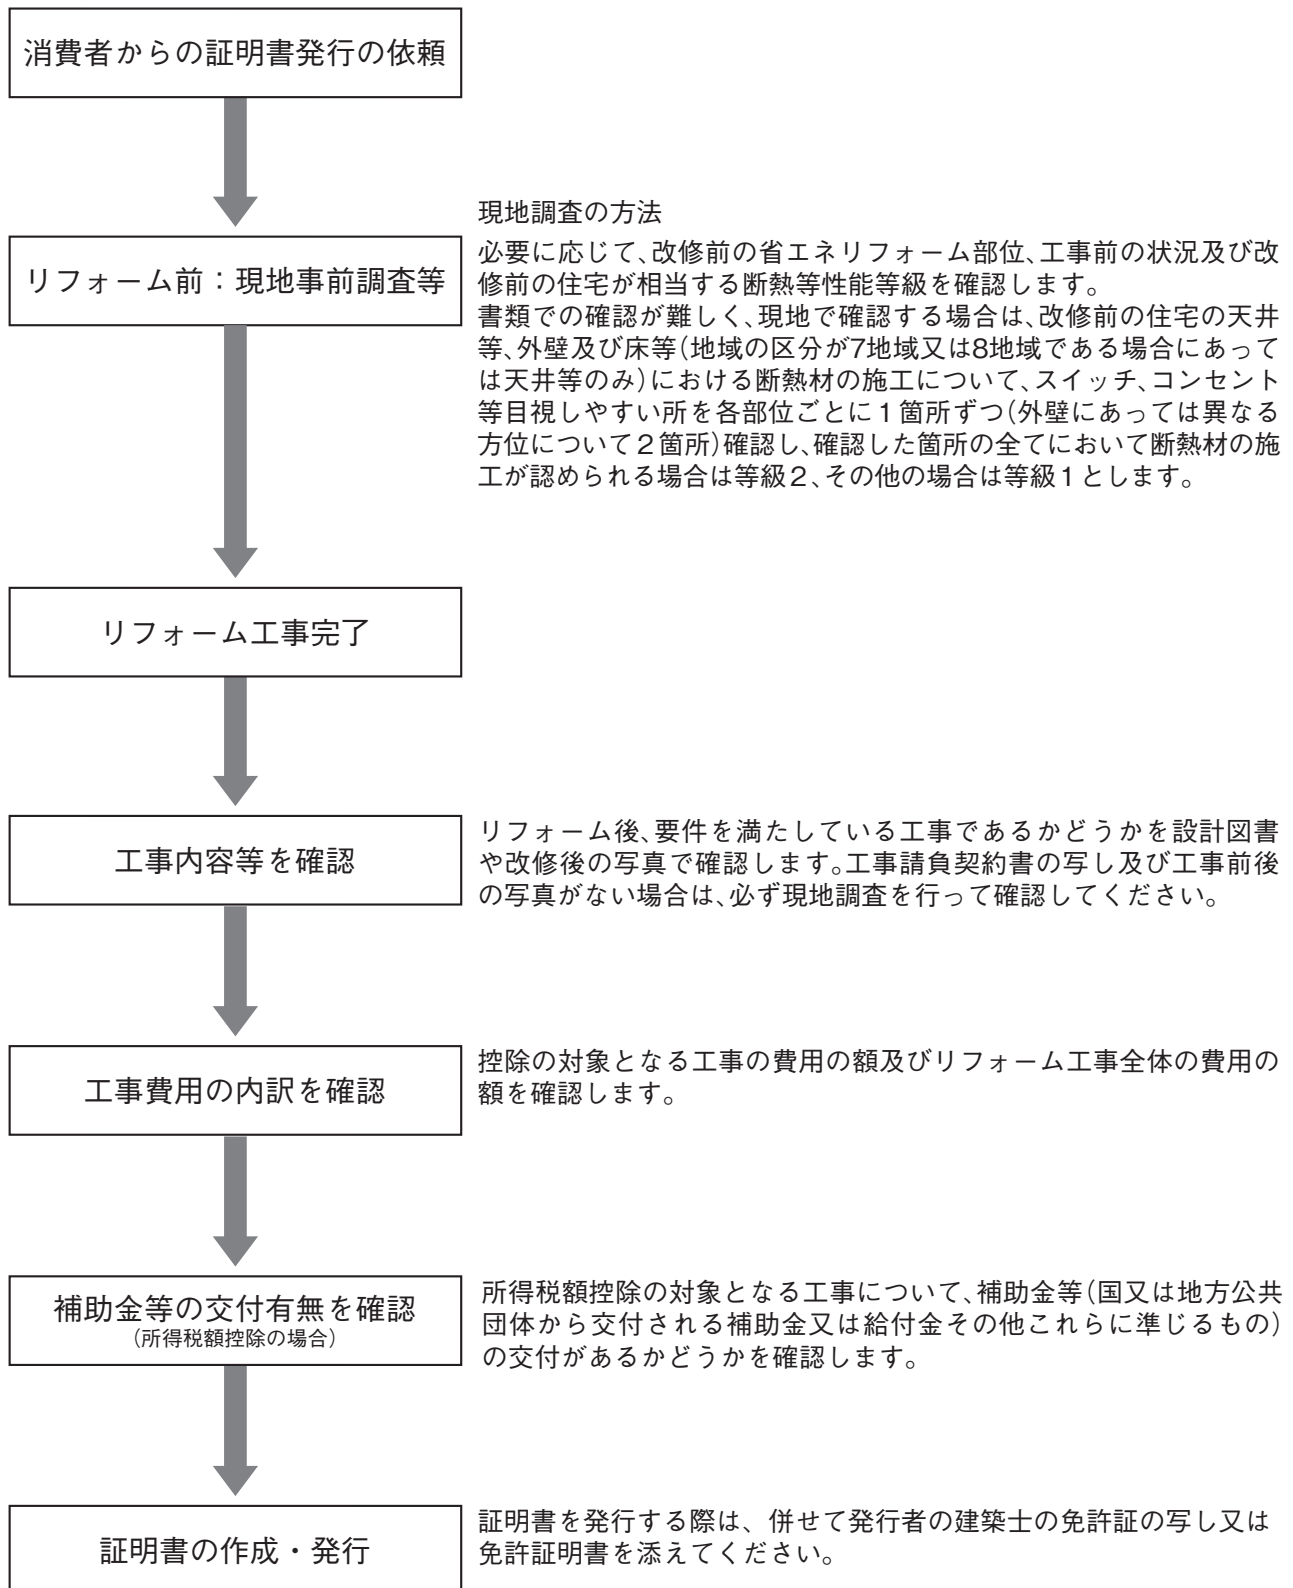 消費者からの証明書発行の依頼
リフォーム前：現地事前調査等
現地調査の方法
必要に応じて、改修前の省エネリフォーム部位、工事前の状況及び改
修前の住宅が相当する断熱等性能等級を確認します。
書類での確認が難しく、現地で確認する場合は、改修前の住宅の天井
等、外壁及び床等（地域の区分が7地域又は8地域である場合にあって
は天井等のみ）における断熱材の施工について、スイッチ、コンセント
等目視しやすい所を各部位ごとに１箇所ずつ（外壁にあっては異なる
方位について２箇所）確認し、確認した箇所の全てにおいて断熱材の施
工が認められる場合は等級２、その他の場合は等級１とします。
リフォーム工事完了
工事内容等を確認
リフォーム後、要件を満たしている工事であるかどうかを設計図書
や改修後の写真で確認します。工事請負契約書の写し及び工事前後
の写真がない場合は、必ず現地調査を行って確認してください。
工事費用の内訳を確認
控除の対象となる工事の費用の額及びリフォーム工事全体の費用の
額を確認します。
補助金等の交付有無を確認
（所得税額控除の場合）
所得税額控除の対象となる工事について、補助金等（国又は地方公共
団体から交付される補助金又は給付金その他これらに準じるもの）
の交付があるかどうかを確認します。
証明書の作成・発行
証明書を発行する際は、併せて発行者の建築士の免許証の写し又は
免許証明書を添えてください。